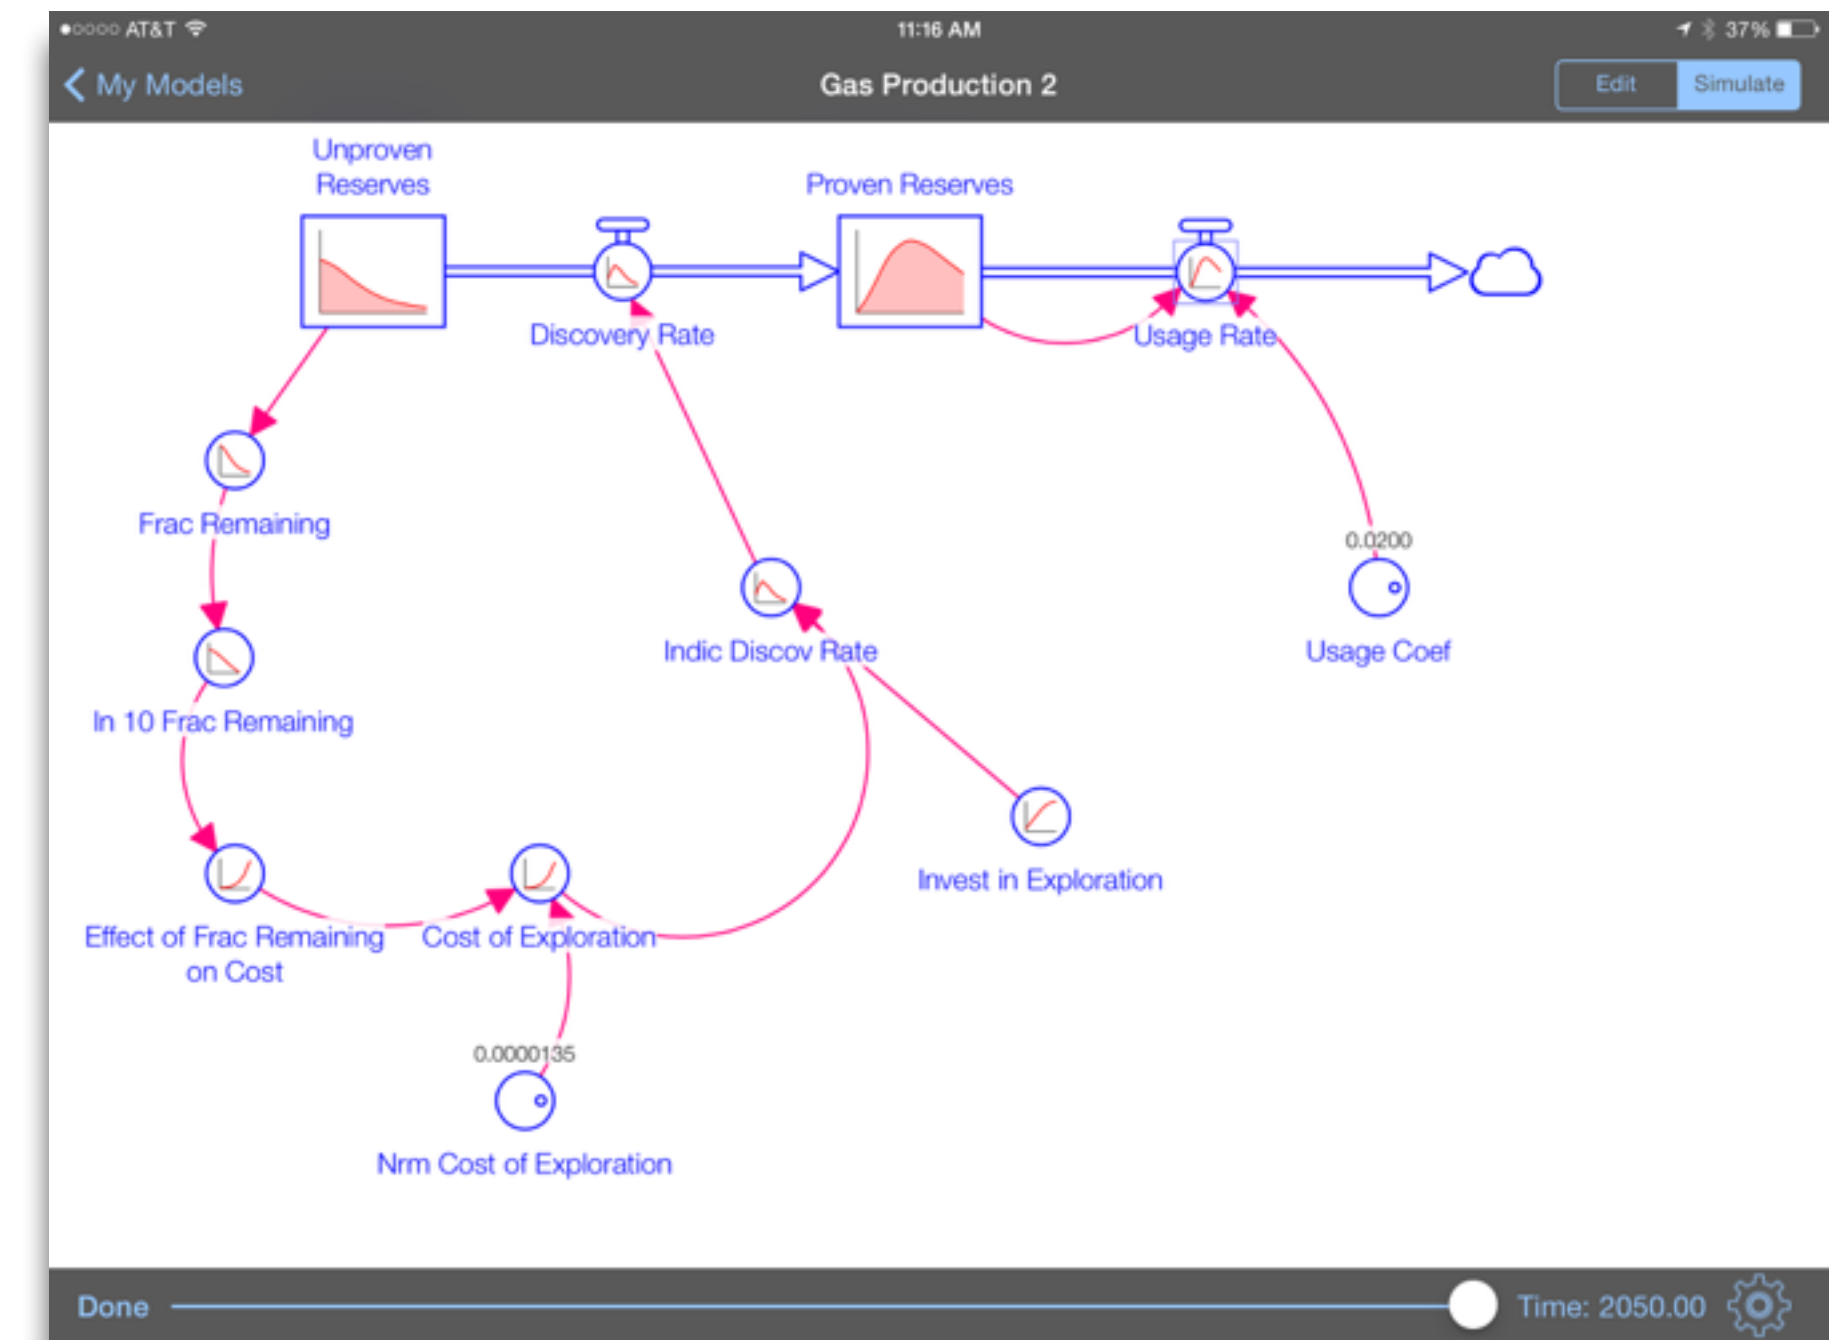 AT&T
11:16 AM
37%
My Models
Gas Production 2
Edit
Simulate
Unproven
Reserves
Proven Reserves
Discovery Rate
Usage Rate
Frac Remaining
0.0200
Indic Discov Rate
Usage Coef
In 10 Frac Remaining
Invest in Exploration
Effect of Frac Remaining
on Cost
Cost of Exploration
0.0000135
Nrm Cost of Exploration
Done
Time: 2050.00